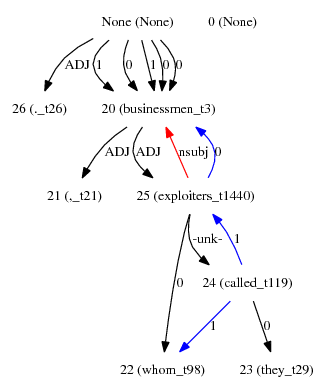 None (None) 0 (None)
ADJ 1 0 1 0 0
26 (._t26) 20 (businessmen_t3)
ADJ ADJ nsubj 0
21 (,_t21) 25 (exploiters_t1440)
-unk- 1
0 24 (called_t119)
1 0
22 (whom_t98) 23 (they_t29)